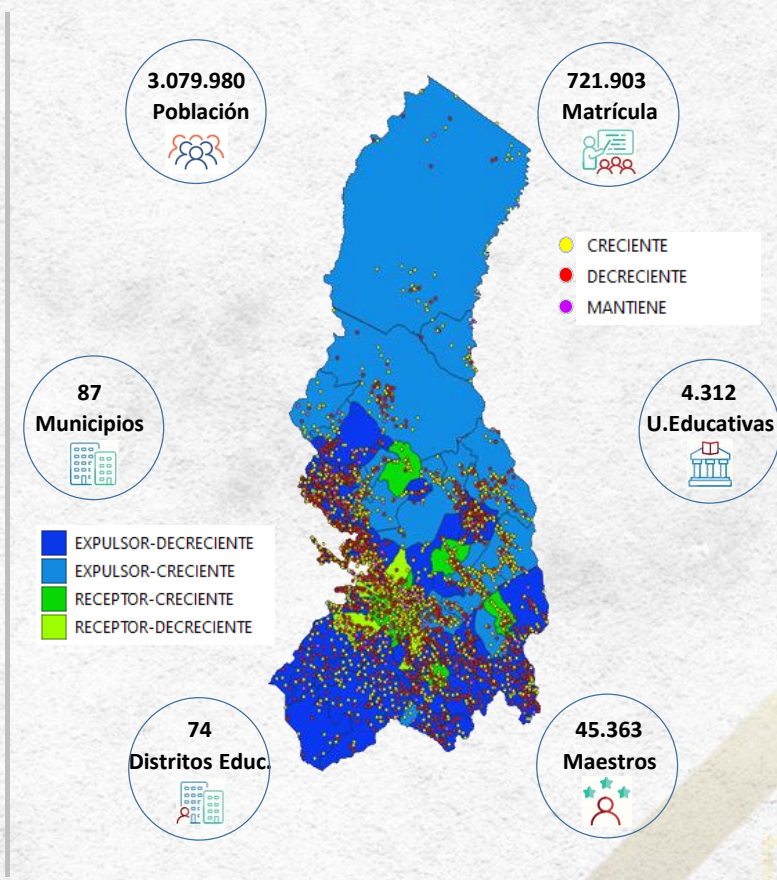 3.079.980
Población
721.903
Matrícula
CRECIENTE
DECRECIENTE
MANTIENE
87
Municipios
4.312
U.Educativas
EXPULSOR-DECRECIENTE
EXPULSOR-CRECIENTE
RECEPTOR-CRECIENTE
RECEPTOR-DECRECIENTE
74
Distritos Educ.
45.363
Maestros